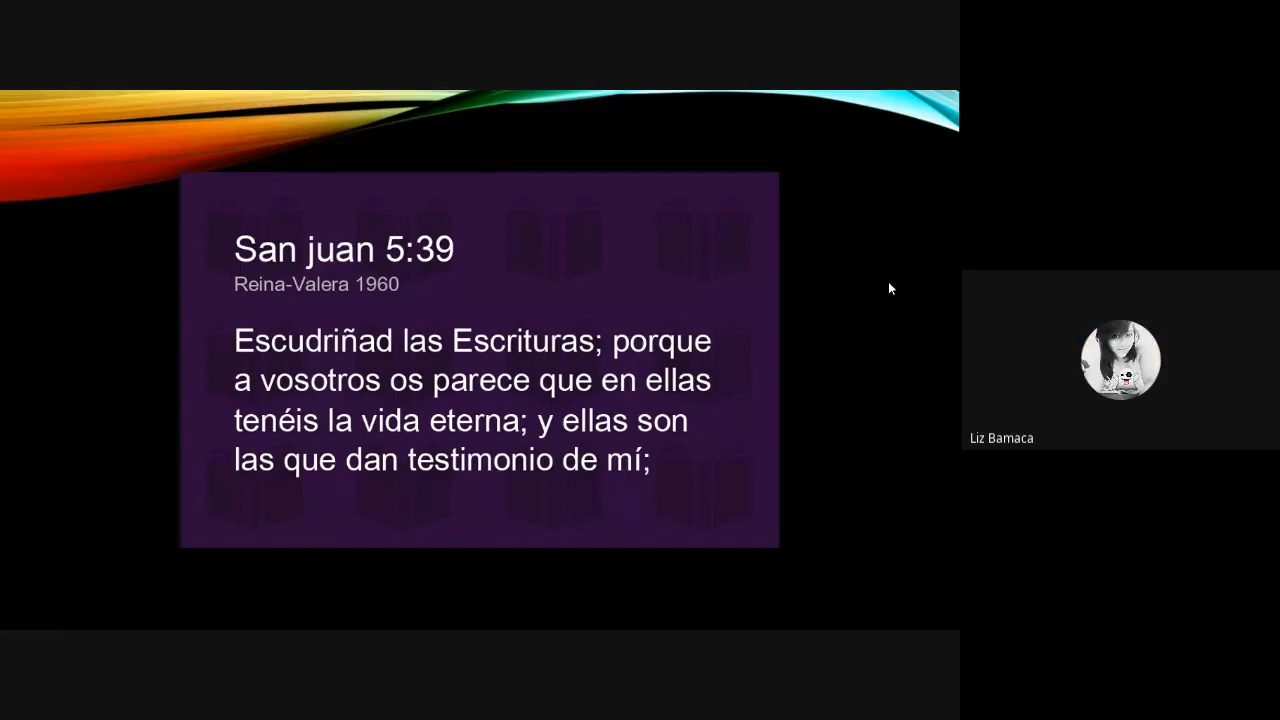 San juan 5:39
Reina-Valera 1960
Escudriñad las Escrituras; porque
a vosotros os parece que en ellas
tenéis la vida eterna; y ellas son
las que dan testimonio de mí;
Liz Bamaca